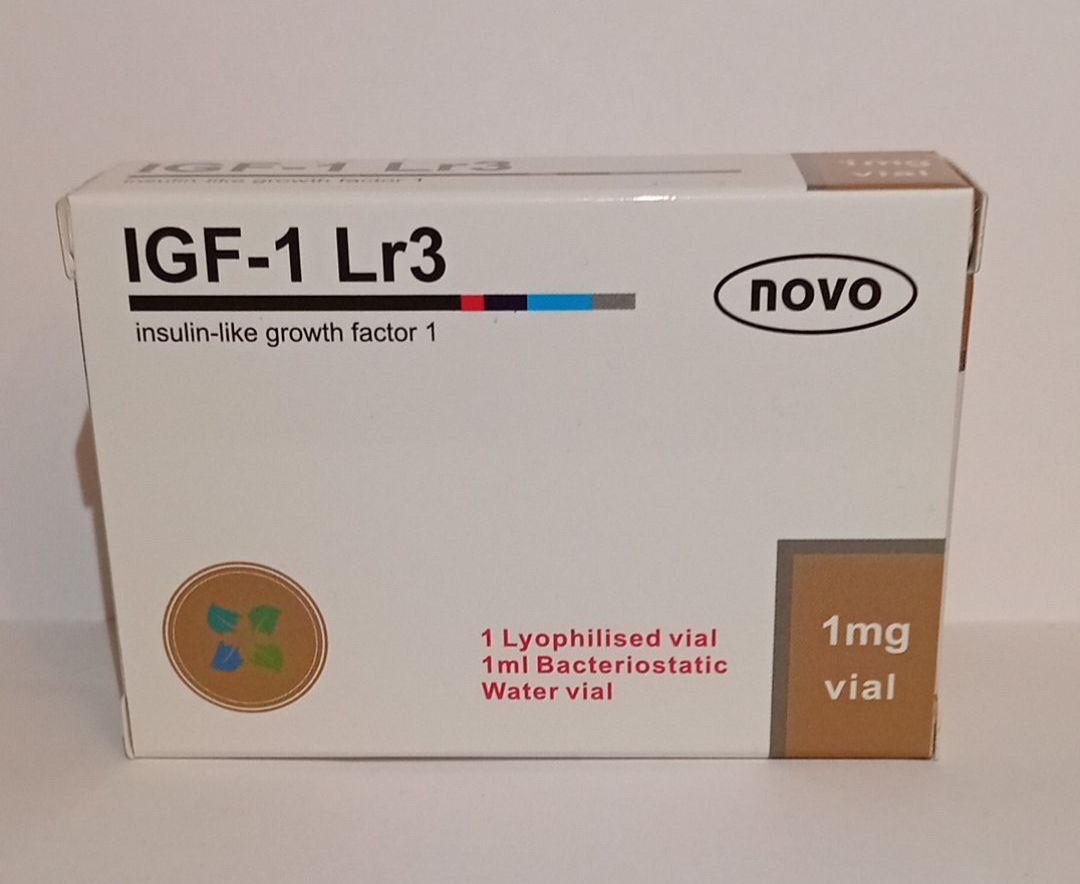 IGF-1 Lr3
insulin-like growth factor 1
1mg
vial
IGF-1 Lr3
novo
insulin-like growth factor 1
1 Lyophilised vial
1ml Bacteriostatic
Water vial
1mg
vial